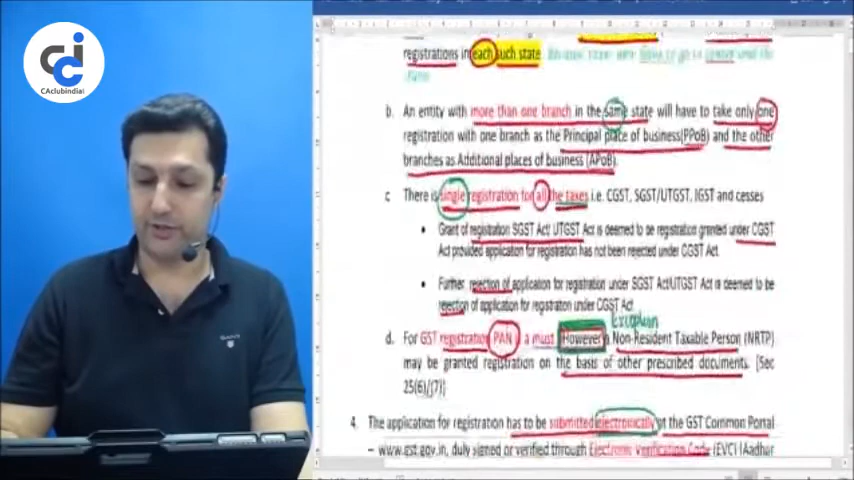 CAclubindia
registrations in each such state.
b. An entity with more than one branch in the same state will have to take only one
registration with one branch as the Principal place of business(PPoB) and the other
branches as Additional places of business (APoB).
c There is single registration for all the taxes i.e. CGST, SGST/UTGST, IGST and cesses
• Grant of registration SGST Act/ UTGST Act is deemed to be registration granted under CGST
Act provided application for registration has not been rejected under CGST Act.
• Further rejection of application for registration under SGST Act/UTGST Act is deemed to be
rejection of application for registration under CGST Act
Exception
d. For GST registration PAN a must However Non-Resident Taxable Person (NRTP)
may be granted registration on the basis of other prescribed documents. [Sec
25(6)/(7)]
4. The application for registration has to be submitted electronically at the GST Common Portal
– www.gst.gov.in, duly signed or verified through Electronic Verification Code (EVC) [Aadhar